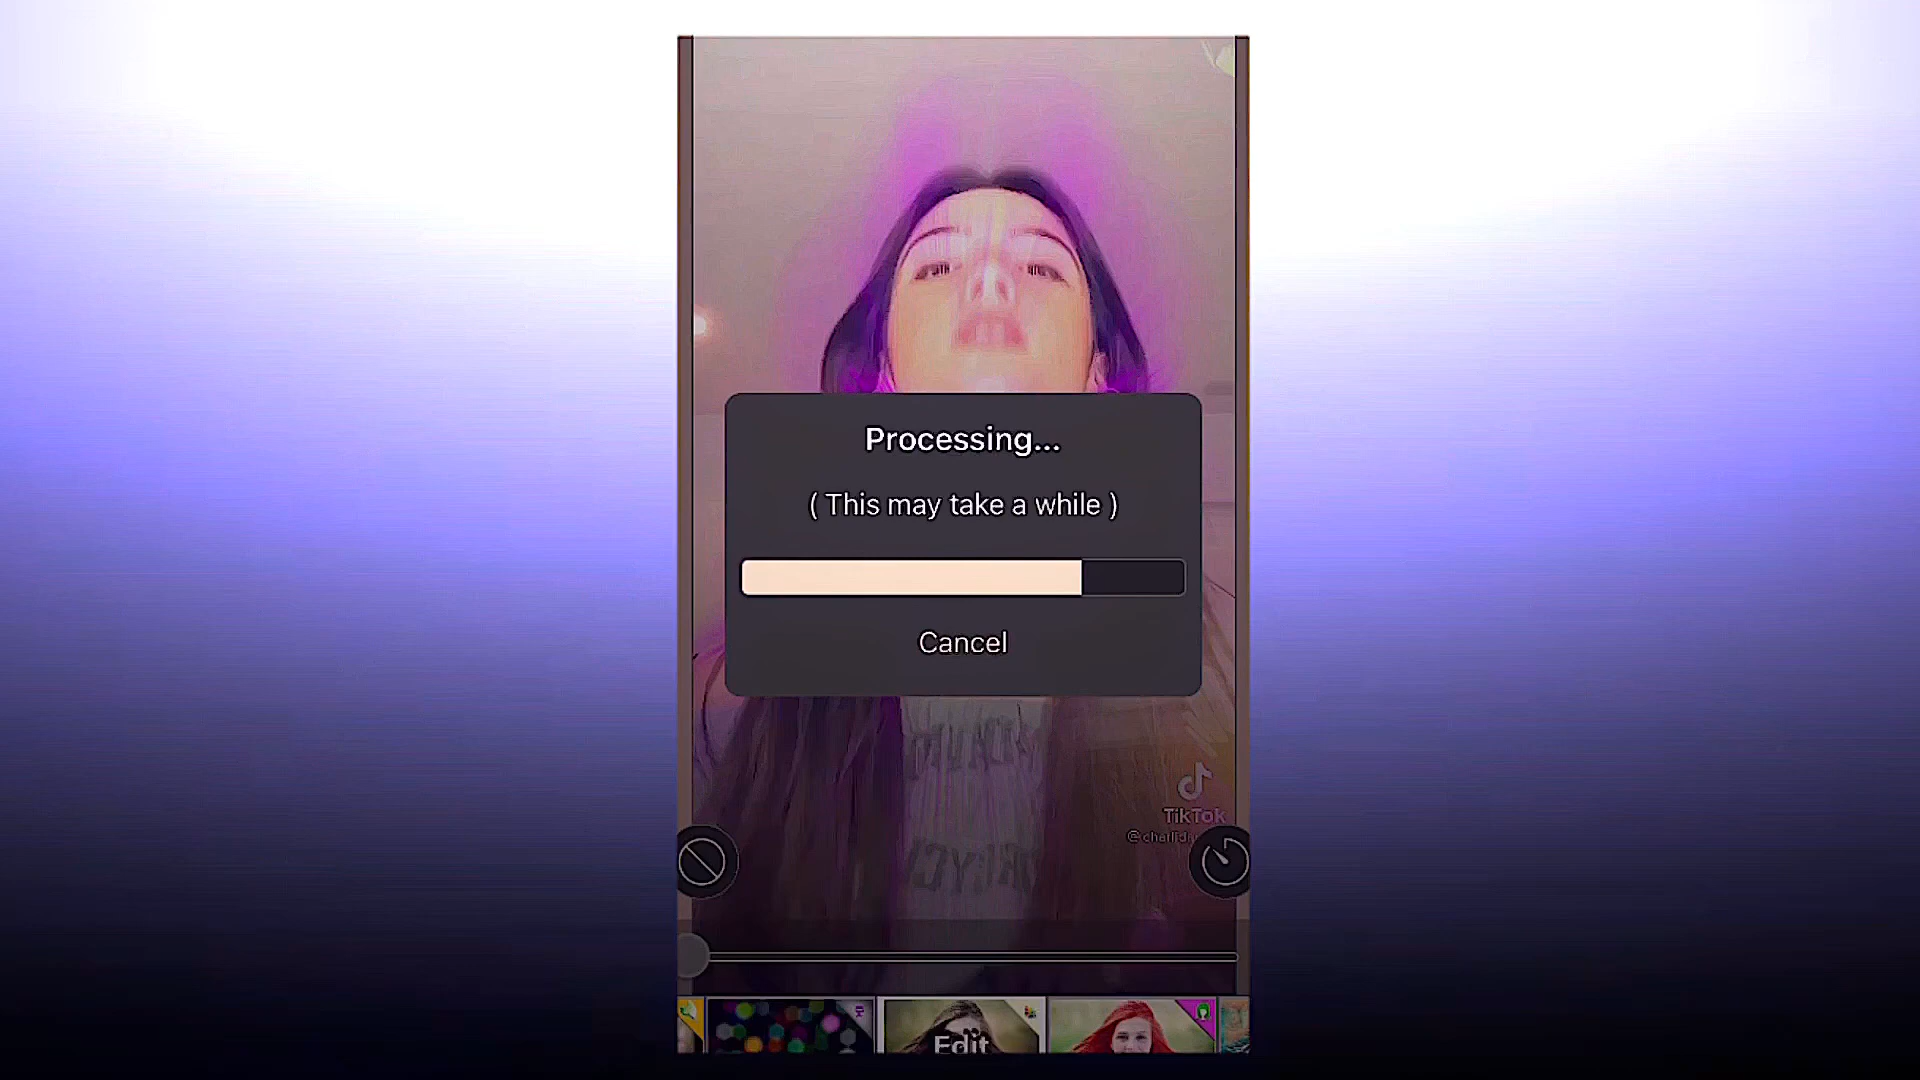 Processing...
( This may take a while )
Cancel
TikTok
Edit